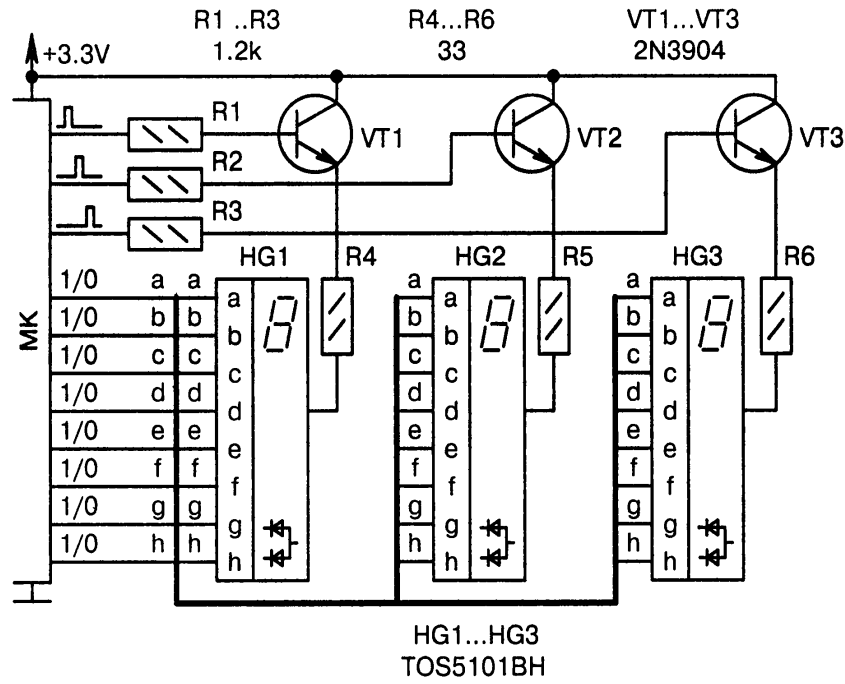 R1 ..R3 R4...R6 VT1...VT3
1.2k 33 2N3904
+3.3V
R1
VT1 VT2 VT3
R2
R3
HG1 R4 HG2 R5 HG3 R6
MK
1/0 a a a a a a a
1/0 b b b b b b b
1/0 c c c c c c c
1/0 d d d d d d d
1/0 e e e e e e e
1/0 f f f f f f f
1/0 g g g g g g g
1/0 h h h h h h h
HG1...HG3
TOS5101BH